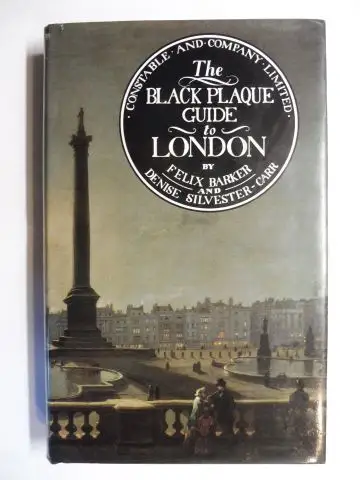 · CONSTABLE · AND · COMPANY · LIMITED ·
The
BLACK PLAQUE
GUIDE
to
LONDON
BY
FELIX BARKER
AND
DENISE SILVESTER-CARR